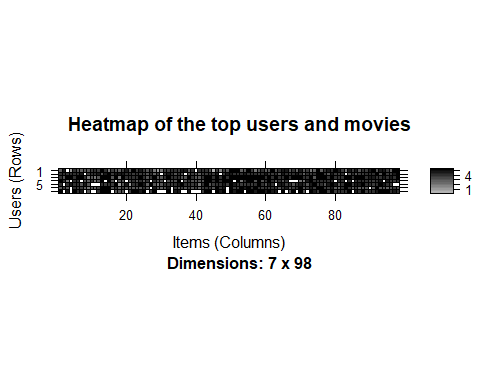 Heatmap of the top users and movies
Users (Rows)
1
5
20 40 60 80
4
1
Items (Columns)
Dimensions: 7 x 98